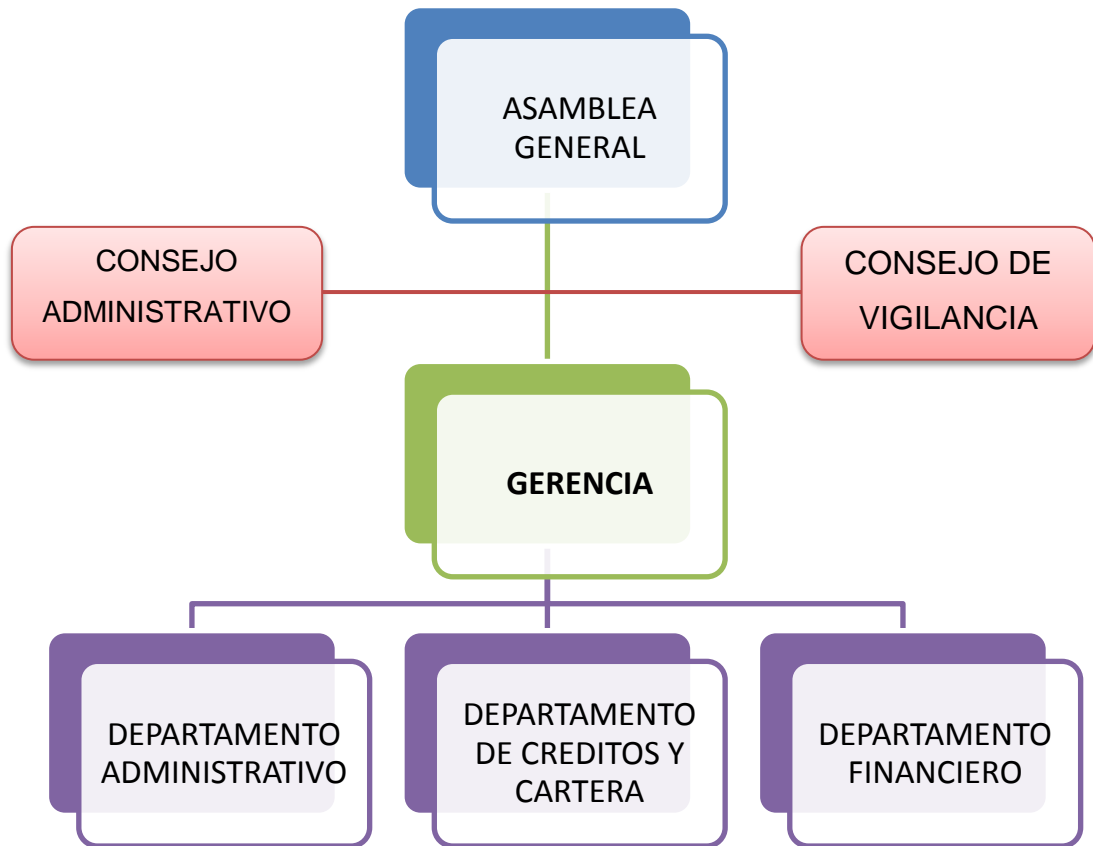 ASAMBLEA
GENERAL
CONSEJO
ADMINISTRATIVO
CONSEJO DE
VIGILANCIA
GERENCIA
DEPARTAMENTO
ADMINISTRATIVO
DEPARTAMENTO
DE CREDITOS Y
CARTERA
DEPARTAMENTO
FINANCIERO